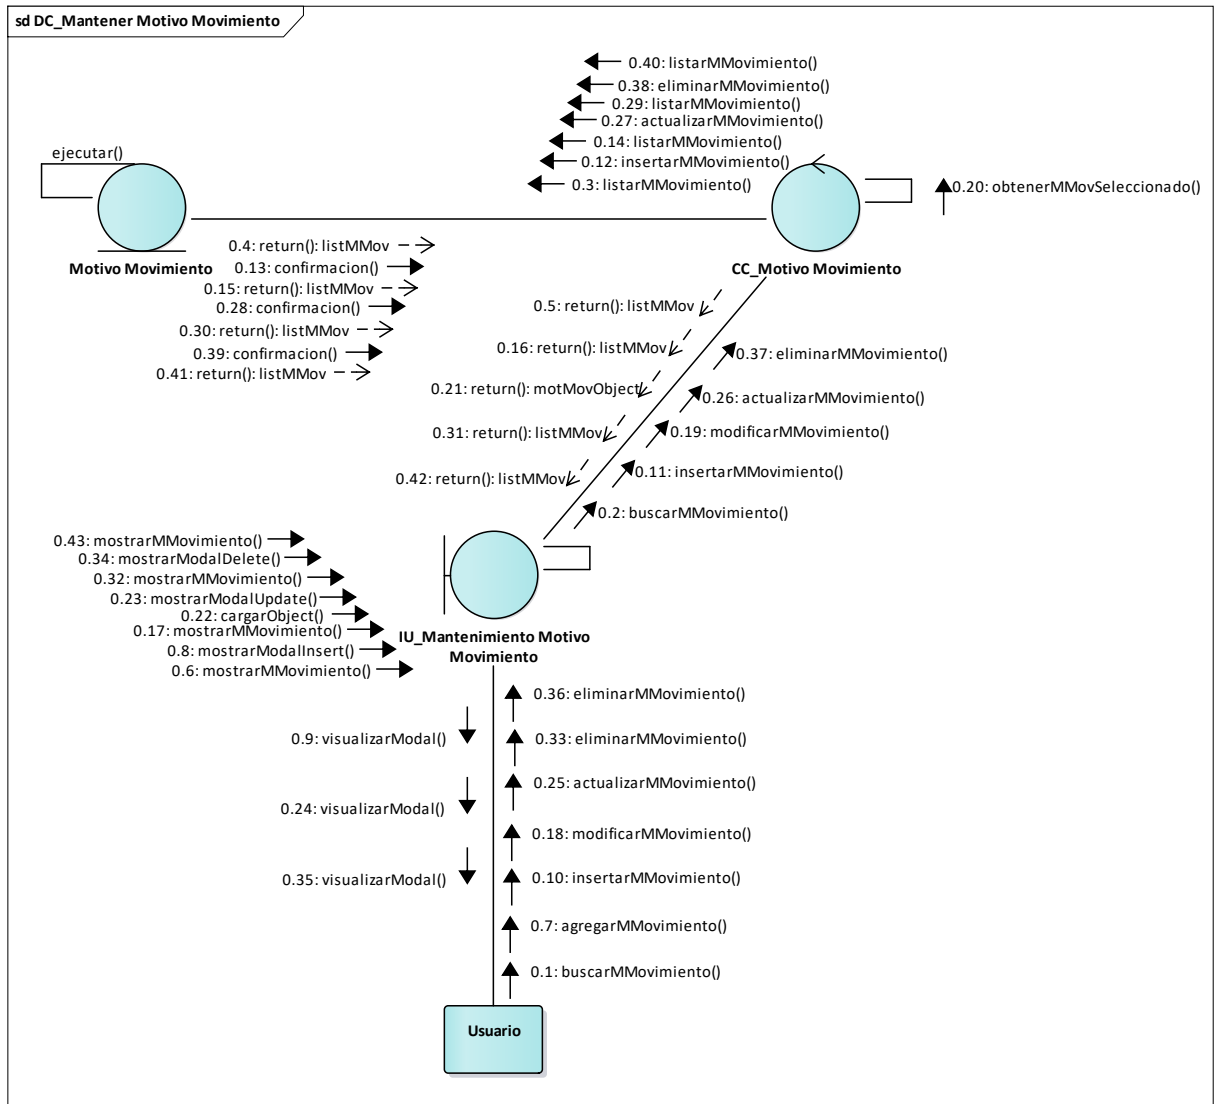 sd DC_Mantener Motivo Movimiento
0.40: listarMMovimiento()
0.38: eliminarMMovimiento()
0.29: listarMMovimiento()
0.27: actualizarMMovimiento()
0.14: listarMMovimiento()
0.12: insertarMMovimiento()
0.3: listarMMovimiento()
ejecutar()
0.20: obtenerMMovSeleccionado()
Motivo Movimiento
CC_Motivo Movimiento
0.4: return(): listMMov
0.13: confirmacion()
0.15: return(): listMMov
0.28: confirmacion()
0.30: return(): listMMov
0.39: confirmacion()
0.41: return(): listMMov
0.5: return(): listMMov
0.16: return(): listMMov
0.21: return(): motMovObject
0.31: return(): listMMov
0.42: return(): listMMov
0.37: eliminarMMovimiento()
0.26: actualizarMMovimiento()
0.19: modificarMMovimiento()
0.11: insertarMMovimiento()
0.2: buscarMMovimiento()
0.43: mostrarMMovimiento()
0.34: mostrarModalDelete()
0.32: mostrarMMovimiento()
0.23: mostrarModalUpdate()
0.22: cargarObject()
0.17: mostrarMMovimiento()
0.8: mostrarModalInsert()
0.6: mostrarMMovimiento()
IU_Mantenimiento Motivo
Movimiento
0.9: visualizarModal()
0.24: visualizarModal()
0.35: visualizarModal()
0.36: eliminarMMovimiento()
0.33: eliminarMMovimiento()
0.25: actualizarMMovimiento()
0.18: modificarMMovimiento()
0.10: insertarMMovimiento()
0.7: agregarMMovimiento()
0.1: buscarMMovimiento()
Usuario